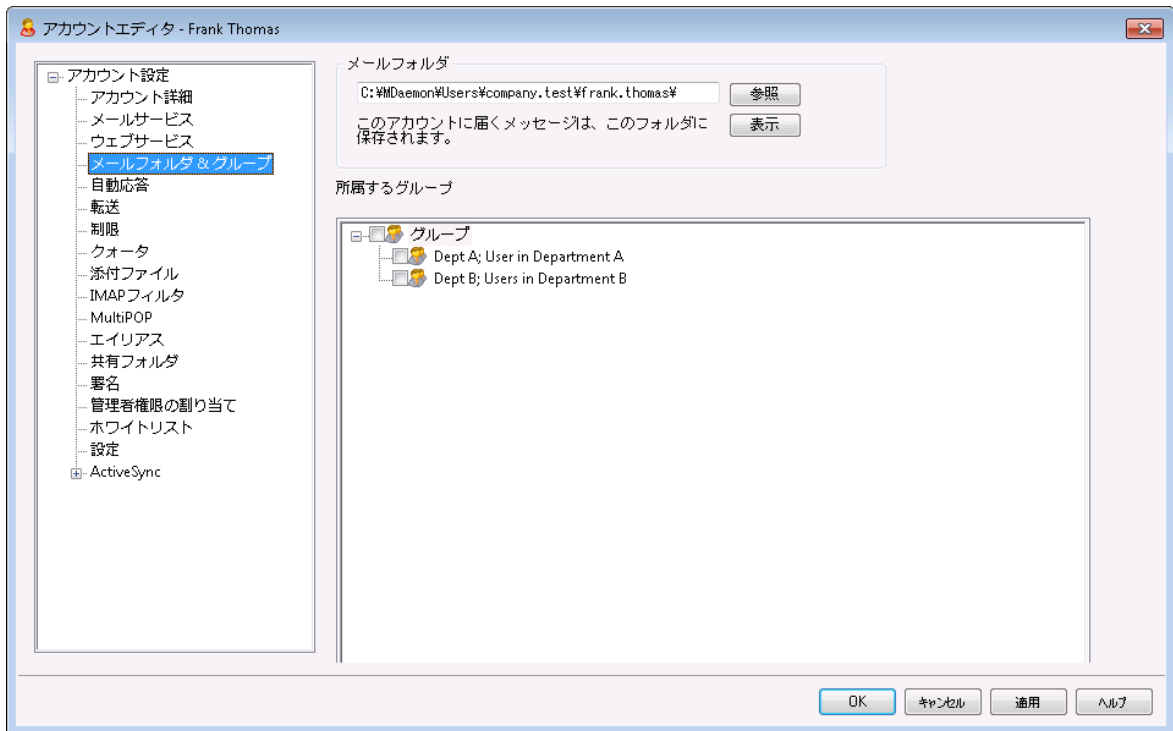 アカウントエディタ - Frank Thomas
アカウント設定
アカウント詳細
メールサービス
ウェブサービス
メールフォルダ & グループ
自動応答
転送
制限
クォータ
添付ファイル
IMAPフィルタ
MultiPOP
エイリアス
共有フォルダ
署名
管理者権限の割り当て
ホワイトリスト
設定
ActiveSync
メールフォルダ
C:¥MDaemon¥Users¥company.test¥frank.thomas¥
参照
このアカウントに届くメッセージは、このフォルダに
保存されます。
表示
所属するグループ
グループ
Dept A; User in Department A
Dept B; Users in Department B
OK
キャンセル
適用
ヘルプ